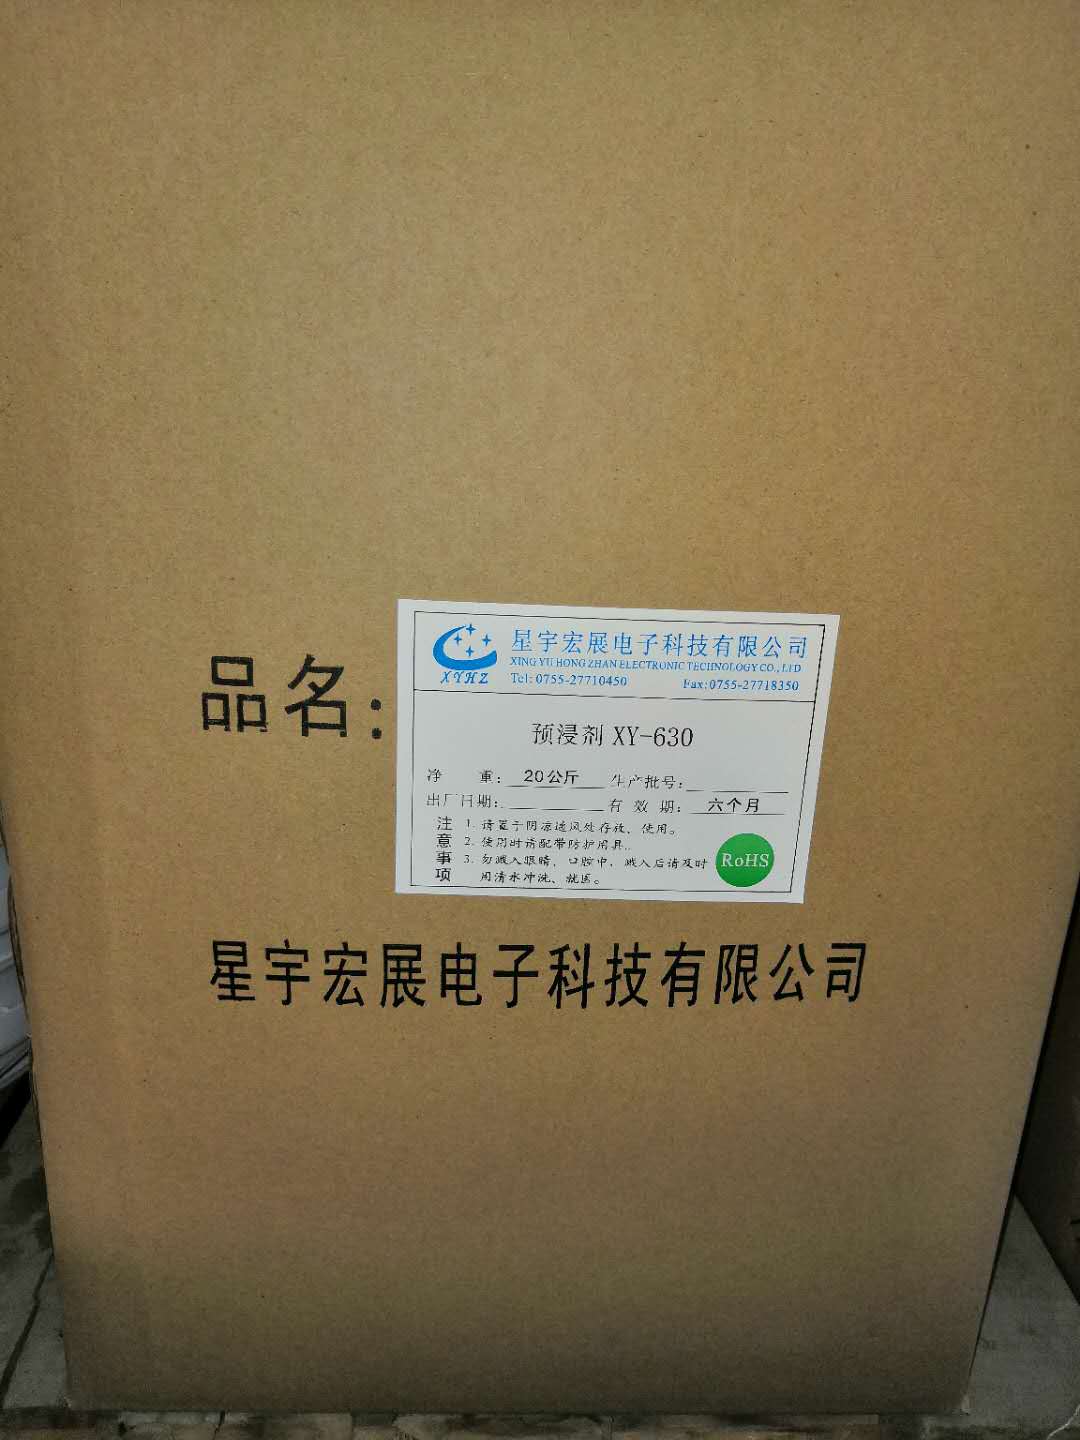 品名:
星宇宏展电子科技有限公司
XING YU HONG ZHAN ELECTRONIC TECHNOLOGY CO., LTD
XYHZ
Tel: 0755-27710450 Fax: 0755-27718350
预浸剂 XY-630
净 重: 20公斤 生产批号:
出厂日期: 有 效 期: 六个月
注意事项
1. 请置于阴凉通风处存放、使用。
2. 使用时请配带防护用具.
3. 勿溅入眼睛, 口腔中, 溅入后请及时
用清水冲洗、就医。
RoHS
星宇宏展电子科技有限公司